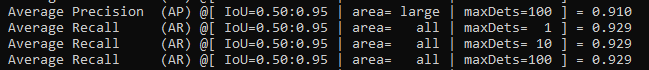 Average Precision  (AP) @[ IoU=0.50:0.95 | area= large | maxDets=100 ] = 0.910
Average Recall     (AR) @[ IoU=0.50:0.95 | area=   all | maxDets=  1 ] = 0.929
Average Recall     (AR) @[ IoU=0.50:0.95 | area=   all | maxDets= 10 ] = 0.929
Average Recall     (AR) @[ IoU=0.50:0.95 | area=   all | maxDets=100 ] = 0.929